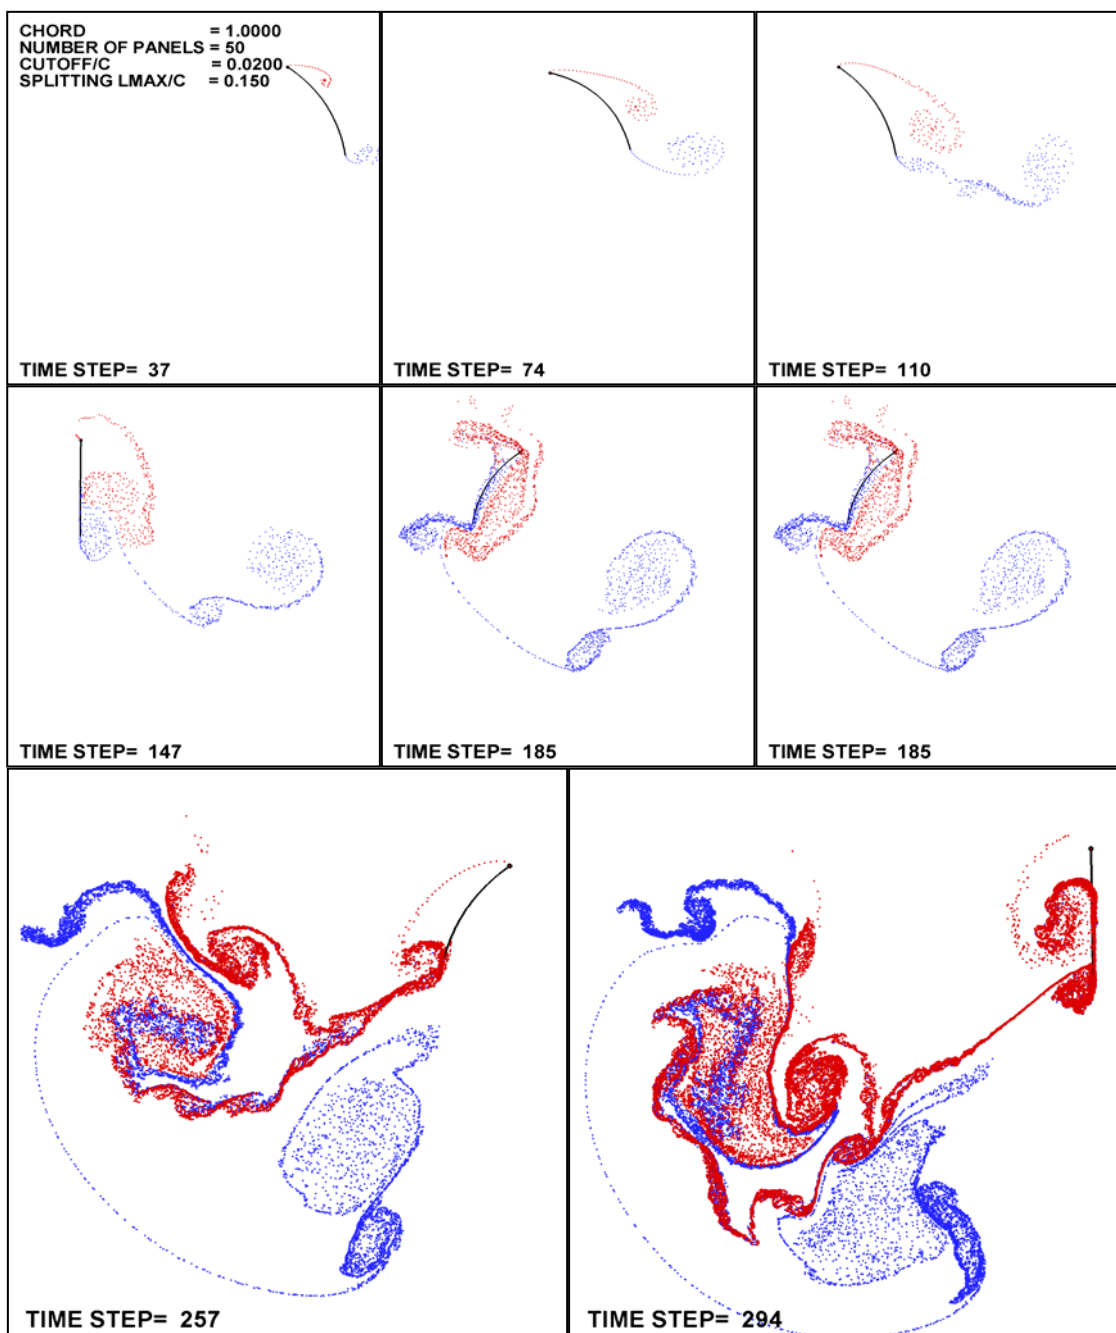 CHORD = 1.0000
NUMBER OF PANELS = 50
CUTOFF/C = 0.0200
SPLITTING LMAX/C = 0.150
TIME STEP= 37
TIME STEP= 74
TIME STEP= 110
TIME STEP= 147
TIME STEP= 185
TIME STEP= 185
TIME STEP= 257
TIME STEP= 294